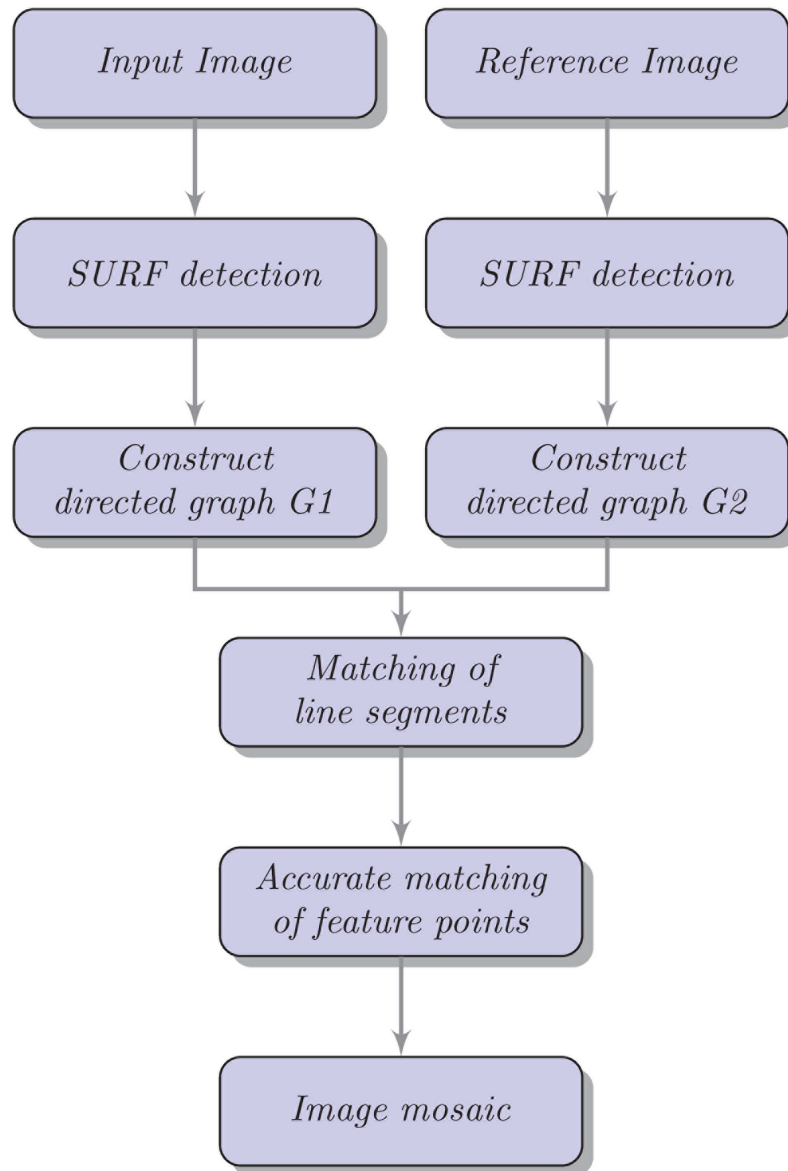 Input Image
Reference Image
SURF detection
SURF detection
Construct
directed graph G1
Construct
directed graph G2
Matching of
line segments
Accurate matching
of feature points
Image mosaic